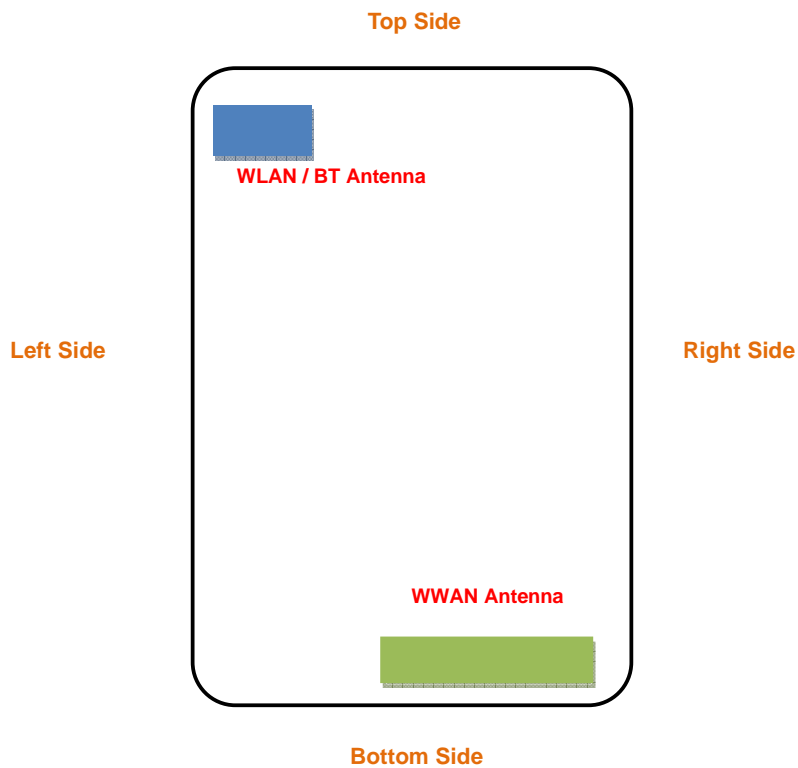 Top Side
WLAN / BT Antenna
Left Side
Right Side
WWAN Antenna
Bottom Side